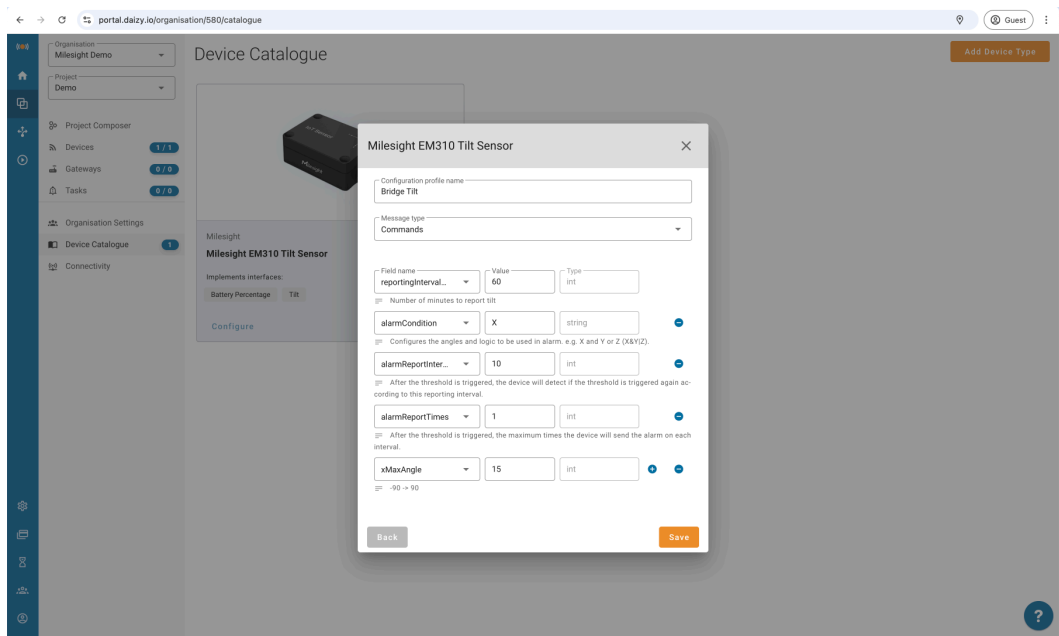 portal.daizy.io/organisation/580/catalogue
Guest
Organisation
Milesight Demo
Project
Demo
Project Composer
Devices 1 / 1
Gateways 0 / 0
Tasks 0 / 0
Organisation Settings
Device Catalogue 1
Connectivity
Device Catalogue
Add Device Type
IoT Sensor
Milesight
Milesight
Milesight EM310 Tilt Sensor
Implements interfaces:
Battery Percentage Tilt
Configure
Milesight EM310 Tilt Sensor
Configuration profile name
Bridge Tilt
Message type
Commands
Field name Value Type
reportingInterval... 60 int
Number of minutes to report tilt
alarmCondition X string
Configures the angles and logic to be used in alarm. e.g. X and Y or Z (X&Y|Z).
alarmReportInter... 10 int
After the threshold is triggered, the device will detect if the threshold is triggered again ac-
cording to this reporting interval.
alarmReportTimes 1 int
After the threshold is triggered, the maximum times the device will send the alarm on each
interval.
xMaxAngle 15 int
-90 -> 90
Back
Save
?